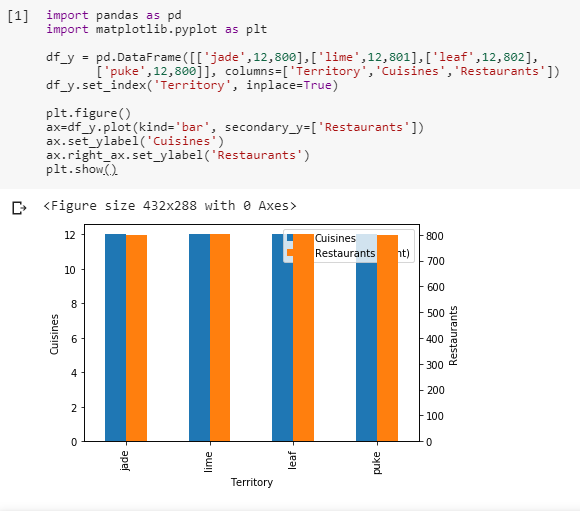 [1] import pandas as pd
import matplotlib.pyplot as plt
df_y = pd.DataFrame([['jade',12,800],['lime',12,801],['leaf',12,802],
['puke',12,800]], columns=['Territory','Cuisines','Restaurants'])
df_y.set_index('Territory', inplace=True)
plt.figure()
ax=df_y.plot(kind='bar', secondary_y=['Restaurants'])
ax.set_ylabel('Cuisines')
ax.right_ax.set_ylabel('Restaurants')
plt.show()
<Figure size 432x288 with 0 Axes>
Cuisines
Restaurants
12
10
8
6
4
2
0
Cuisines
800
700
600
500
400
300
200
100
0
Restaurants
jade
lime
leaf
puke
Territory